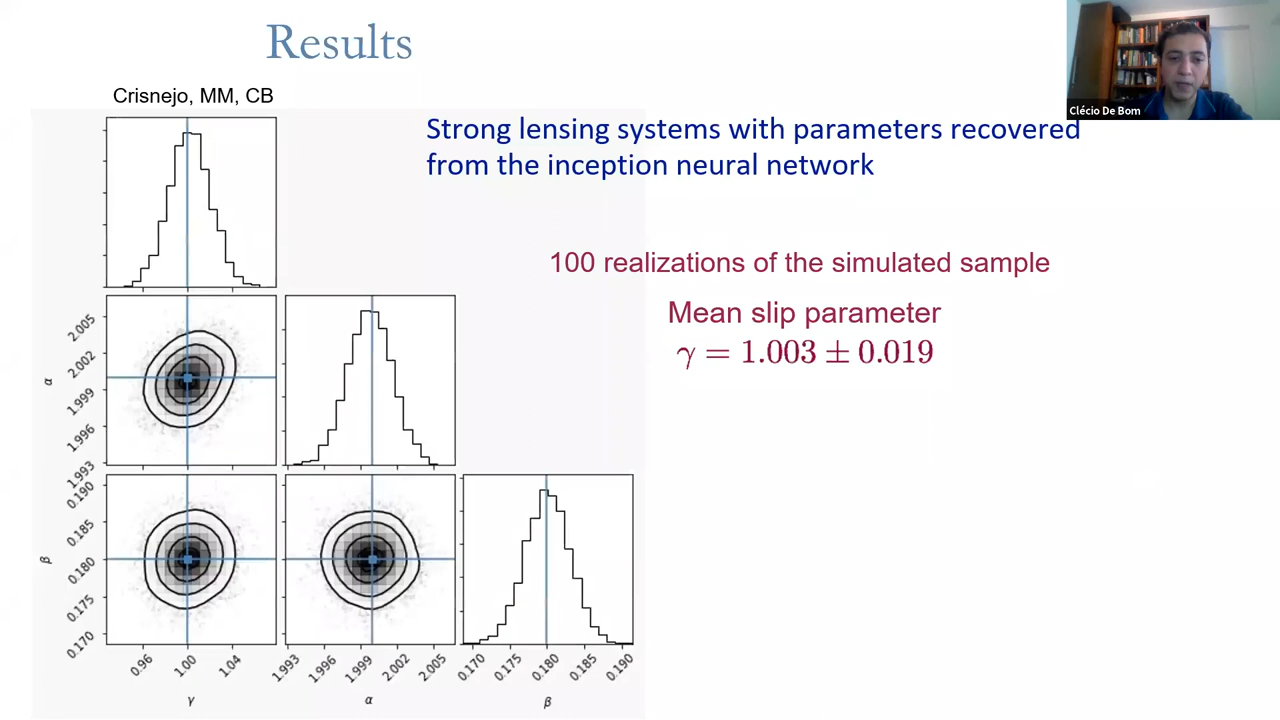 Results
Clécio De Bom
Crisnejo, MM, CB
Strong lensing systems with parameters recovered
from the inception neural network
100 realizations of the simulated sample
Mean slip parameter
γ = 1.003 ± 0.019
2.005
2.002
1.999
1.996
1.993
α
0.190
0.185
0.180
0.175
0.170
β
0.96 1.00 1.04
1.993 1.996 1.999 2.002 2.005
0.170 0.175 0.180 0.185 0.190
γ
α
β